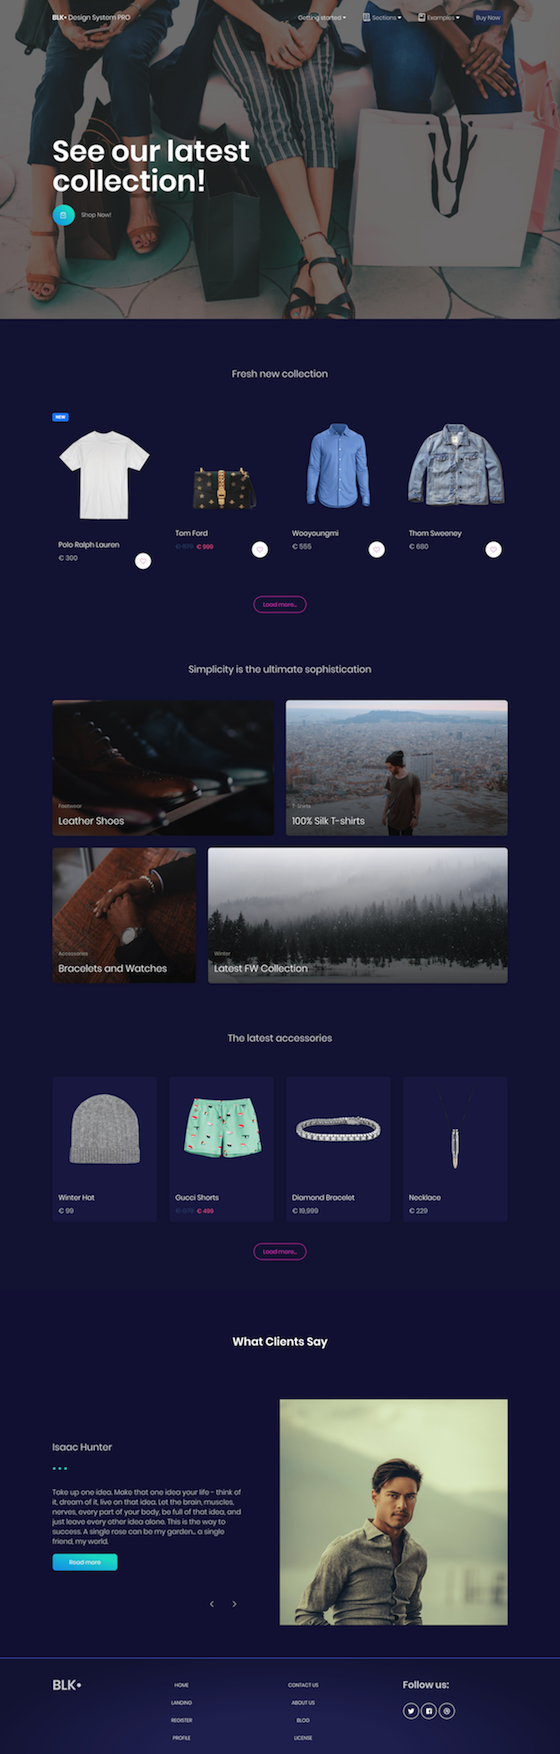 BLK• Design System PRO
Getting started
Sections
Examples
Buy Now
See our latest
collection!
Shop Now!
Fresh new collection
NEW
Polo Ralph Lauren
€ 300
Tom Ford
€ 899
Wooyoungmi
€ 555
Thom Sweeney
€ 680
Load more...
Simplicity is the ultimate sophistication
Footwear
Leather Shoes
T-Shirts
100% Silk T-shirts
Accessories
Bracelets and Watches
Winter
Latest FW Collection
The latest accessories
Winter Hat
€ 99
Gucci Shorts
€ 499
Diamond Bracelet
€ 19,999
Necklace
€ 229
Load more...
What Clients Say
Isaac Hunter
Take up one idea. Make that one idea your life - think of
it, dream of it, live on that idea. Let the brain, muscles,
nerves, every part of your body, be full of that idea, and
just leave every other idea alone. This is the way to
success. A single rose can be my garden... a single
friend, my world.
Read more
BLK•
HOME
LANDING
REGISTER
PROFILE
CONTACT US
ABOUT US
BLOG
LICENSE
Follow us: